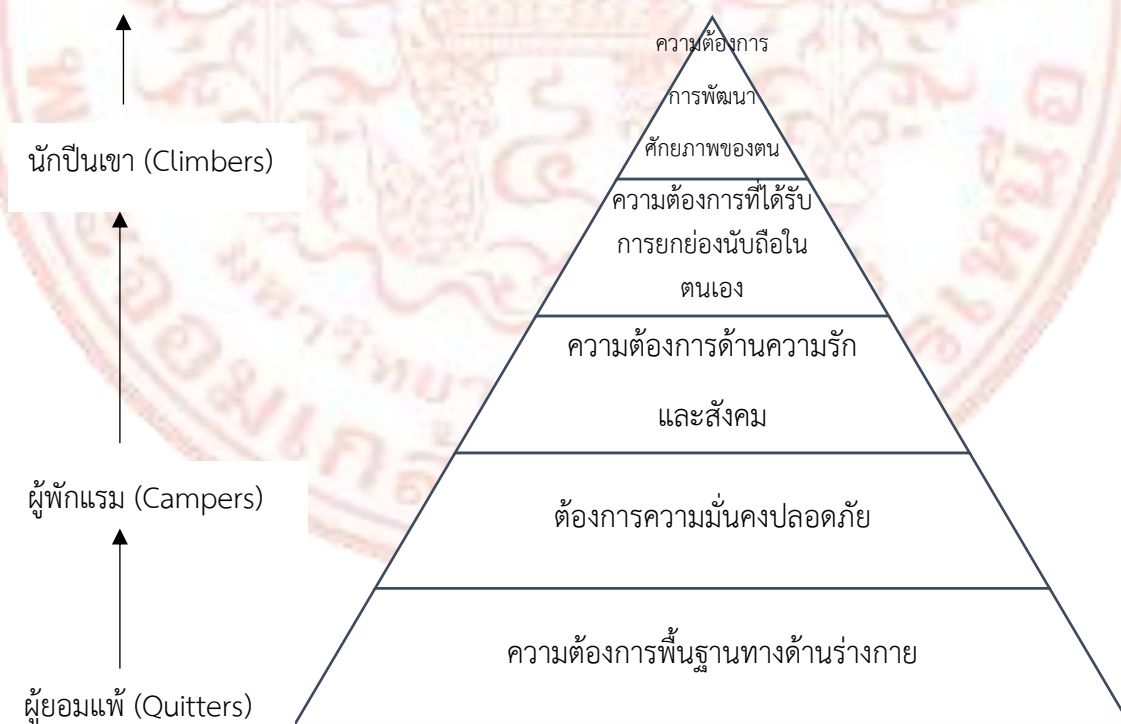 ความต้องการ
การพัฒนา
ศักยภาพของตน
นักปีนเขา (Climbers)
ความต้องการที่ได้รับ
การยกย่องนับถือใน
ตนเอง
ความต้องการด้านความรัก
และสังคม
ผู้พักแรม (Campers)
ต้องการความมั่นคงปลอดภัย
ความต้องการพื้นฐานทางด้านร่างกาย
ผู้ยอมแพ้ (Quitters)